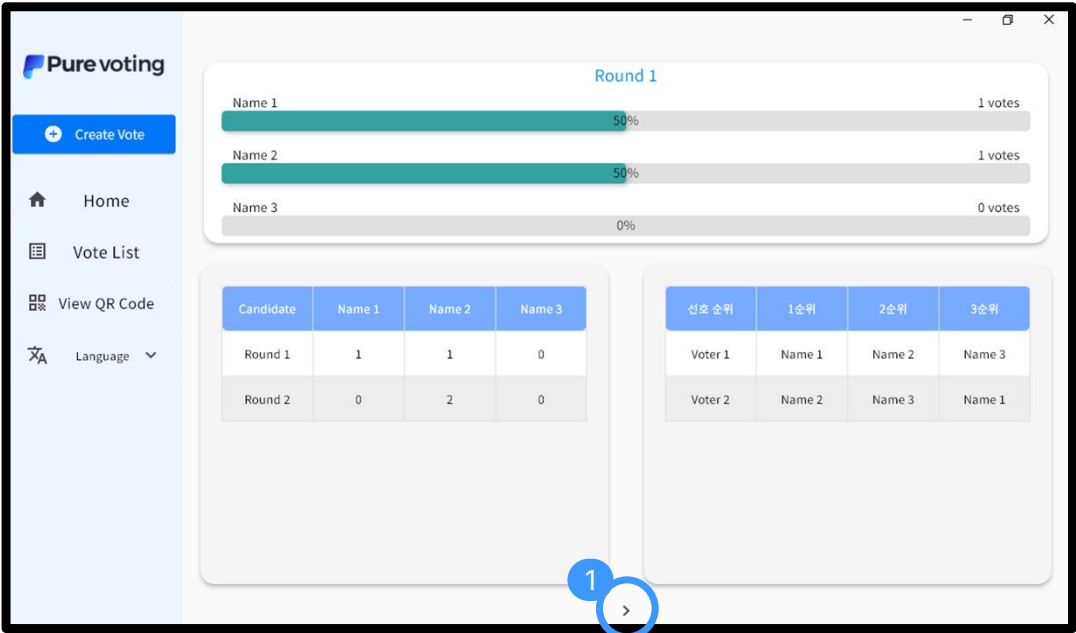 Pure voting
Create Vote
Home
Vote List
View QR Code
Language
Round 1
Name 1 1 votes
50%
Name 2 1 votes
50%
Name 3 0 votes
0%
Candidate Name 1 Name 2 Name 3
Round 1 1 1 0
Round 2 0 2 0
선호 순위 1순위 2순위 3순위
Voter 1 Name 1 Name 2 Name 3
Voter 2 Name 2 Name 3 Name 1
1